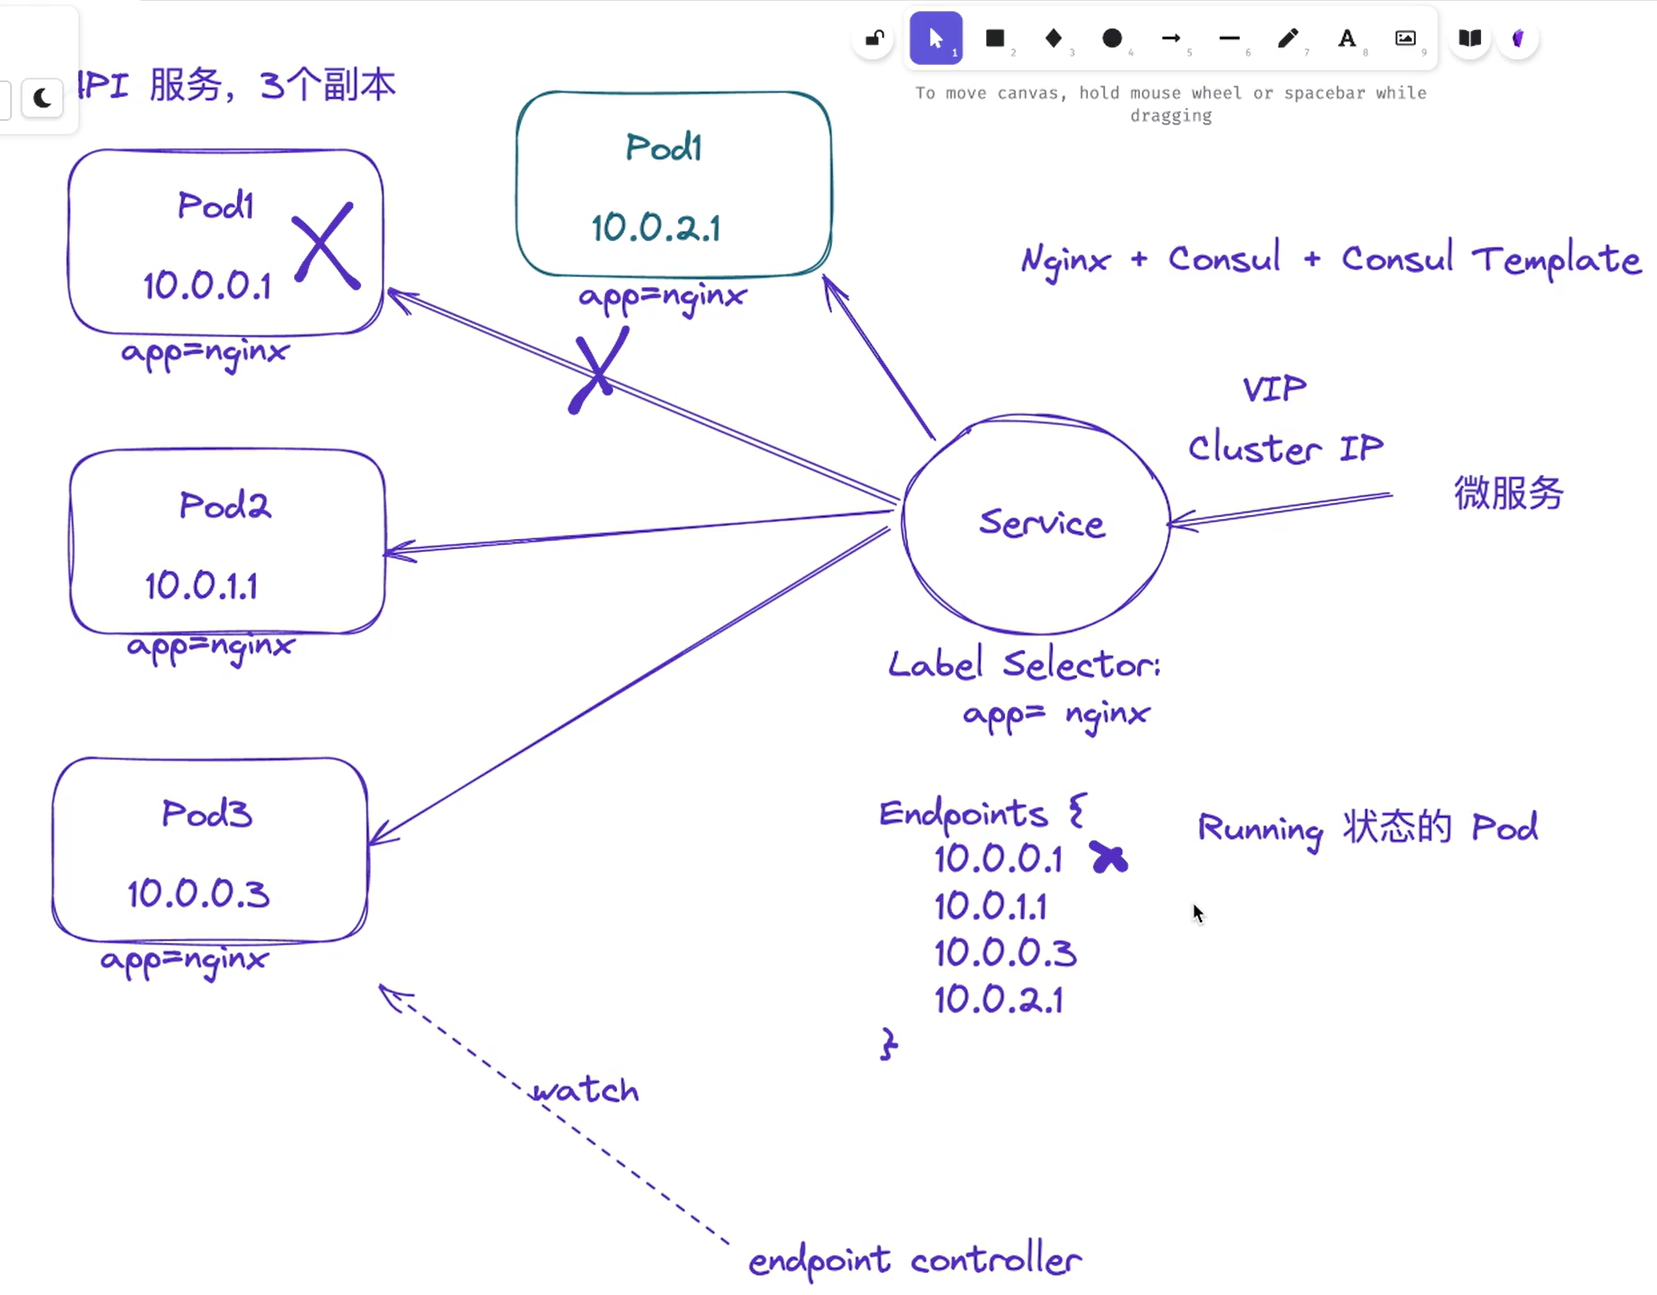 API 服务，3个副本
1
2
3
4
5
6
7
A 8
9
To move canvas, hold mouse wheel or spacebar while
dragging
Pod1
10.0.0.1
app=nginx
Pod1
10.0.2.1
app=nginx
Nginx + Consul + Consul Template
VIP
Cluster IP
微服务
Pod2
10.0.1.1
app=nginx
Service
Label Selector:
app= nginx
Pod3
10.0.0.3
app=nginx
Endpoints {
10.0.0.1
10.0.1.1
10.0.0.3
10.0.2.1
}
Running 状态的 Pod
watch
endpoint controller